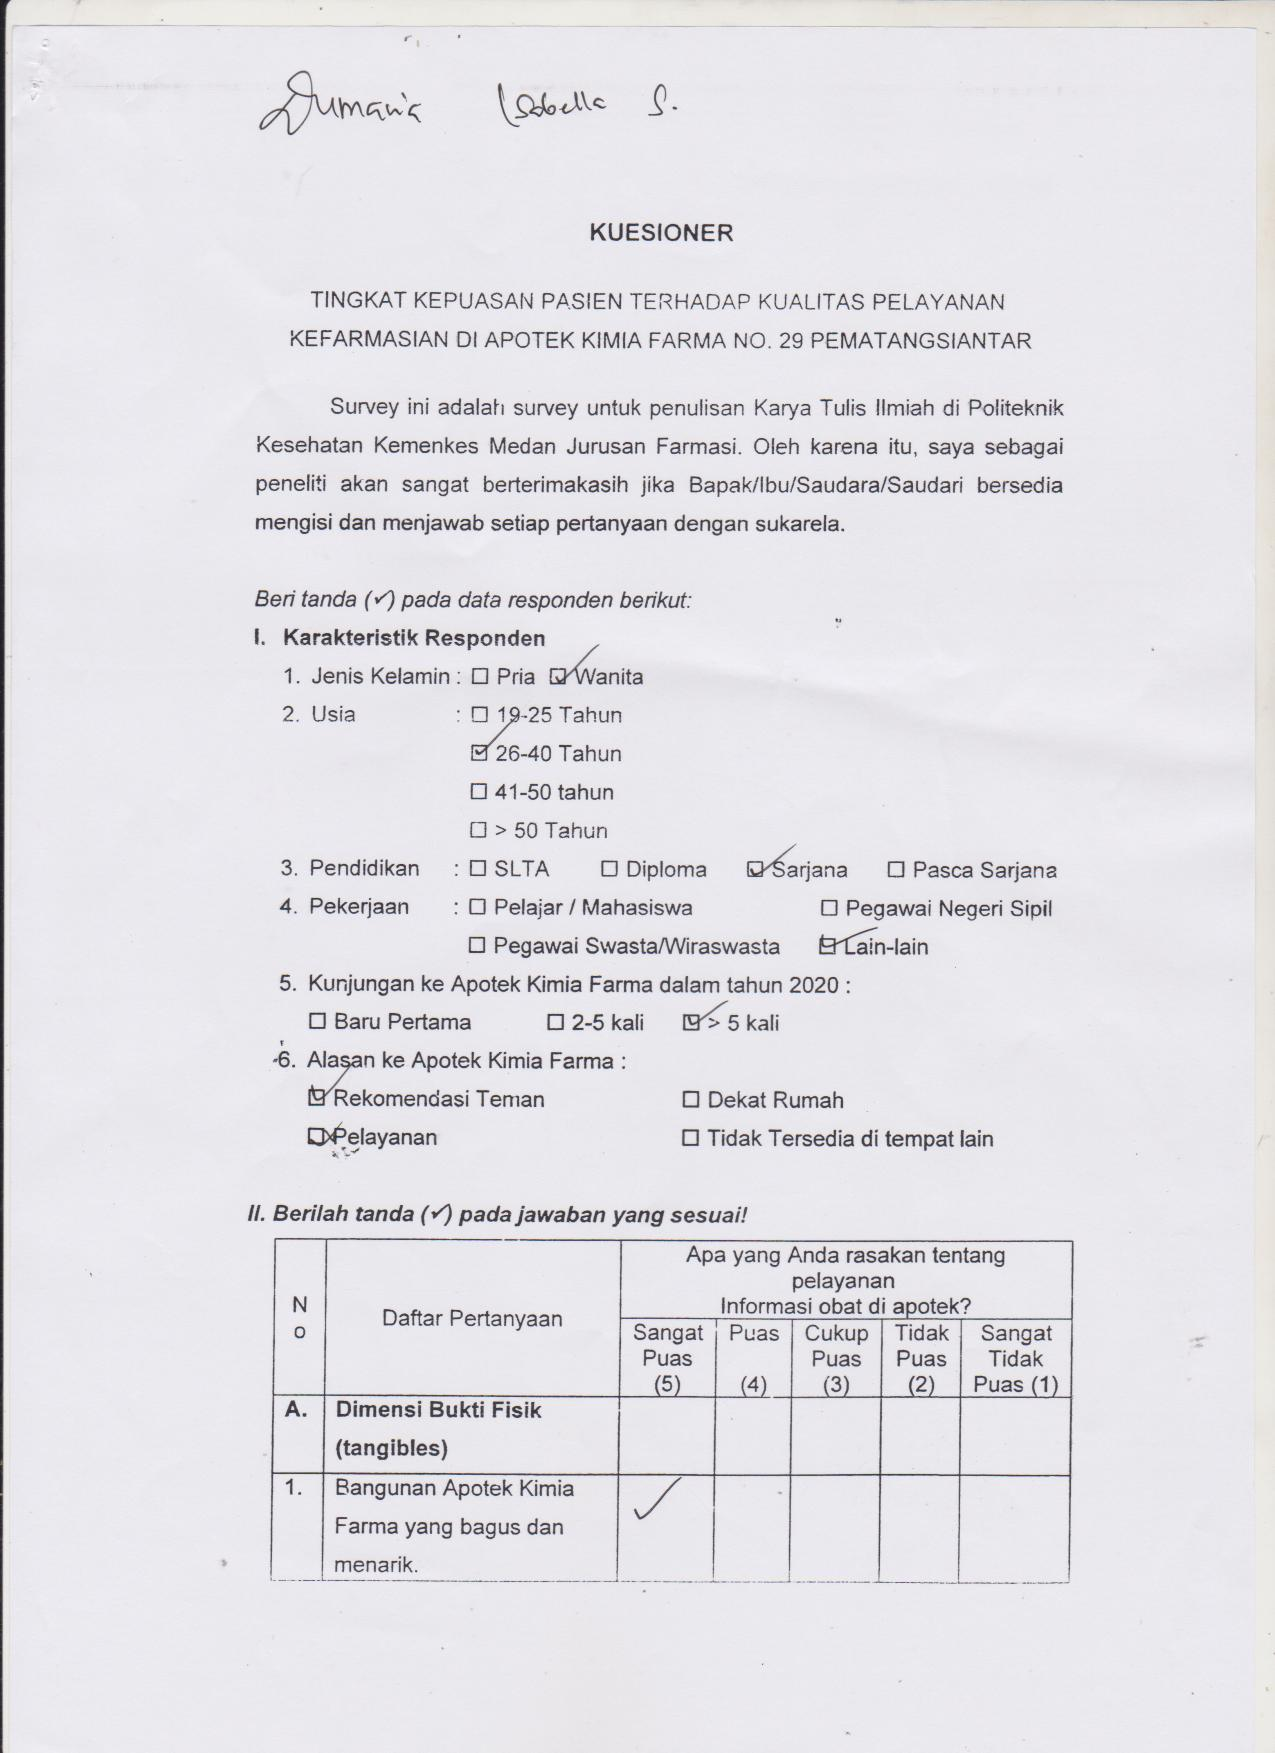 Dumaria Isabella S.
KUESIONER
TINGKAT KEPUASAN PASIEN TERHADAP KUALITAS PELAYANAN
KEFARMASIAN DI APOTEK KIMIA FARMA NO. 29 PEMATANGSIANTAR
Survey ini adalah survey untuk penulisan Karya Tulis Ilmiah di Politeknik
Kesehatan Kemenkes Medan Jurusan Farmasi. Oleh karena itu, saya sebagai
peneliti akan sangat berterimakasih jika Bapak/Ibu/Saudara/Saudari bersedia
mengisi dan menjawab setiap pertanyaan dengan sukarela.
Beri tanda (✓) pada data responden berikut:
I. Karakteristik Responden
1. Jenis Kelamin : ☐ Pria ☑ Wanita
2. Usia : ☐ 19-25 Tahun
☑ 26-40 Tahun
☐ 41-50 tahun
☐ > 50 Tahun
3. Pendidikan : ☐ SLTA ☐ Diploma ☑ Sarjana ☐ Pasca Sarjana
4. Pekerjaan : ☐ Pelajar / Mahasiswa ☐ Pegawai Negeri Sipil
☐ Pegawai Swasta/Wiraswasta ☑ Lain-lain
5. Kunjungan ke Apotek Kimia Farma dalam tahun 2020 :
☐ Baru Pertama ☐ 2-5 kali ☑ > 5 kali
6. Alasan ke Apotek Kimia Farma :
☑ Rekomendasi Teman ☐ Dekat Rumah
☐ Pelayanan ☐ Tidak Tersedia di tempat lain
II. Berilah tanda (✓) pada jawaban yang sesuai!
No
Daftar Pertanyaan
Apa yang Anda rasakan tentang
pelayanan
Informasi obat di apotek?
Sangat Puas (5)
Puas (4)
Cukup Puas (3)
Tidak Puas (2)
Sangat Tidak Puas (1)
A. Dimensi Bukti Fisik
(tangibles)
1. Bangunan Apotek Kimia ✓
Farma yang bagus dan
menarik.